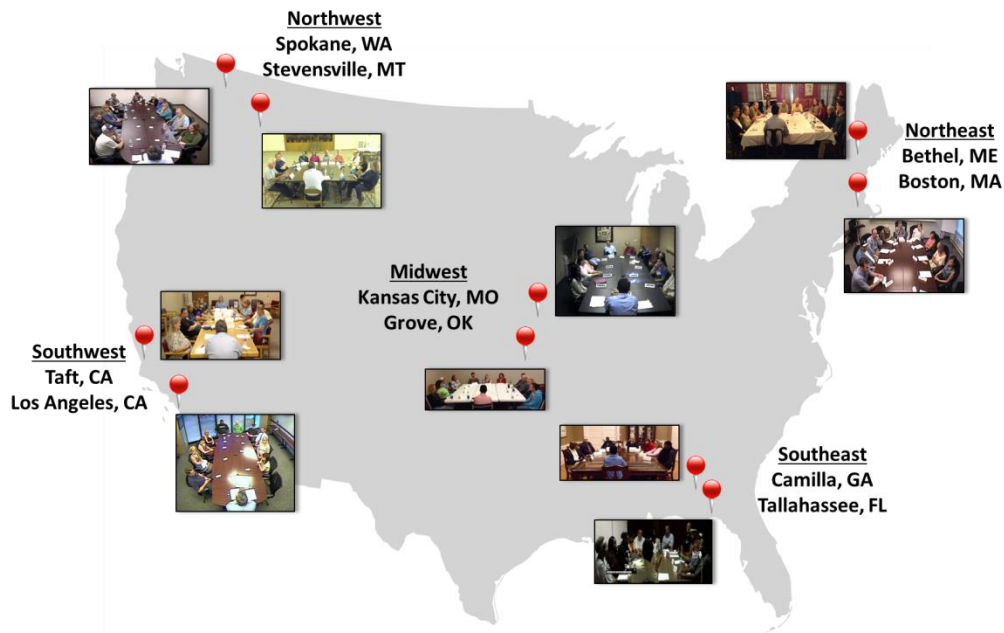 Northwest
Spokane, WA
Stevensville, MT
Northeast
Bethel, ME
Boston, MA
Midwest
Kansas City, MO
Grove, OK
Southwest
Taft, CA
Los Angeles, CA
Southeast
Camilla, GA
Tallahassee, FL